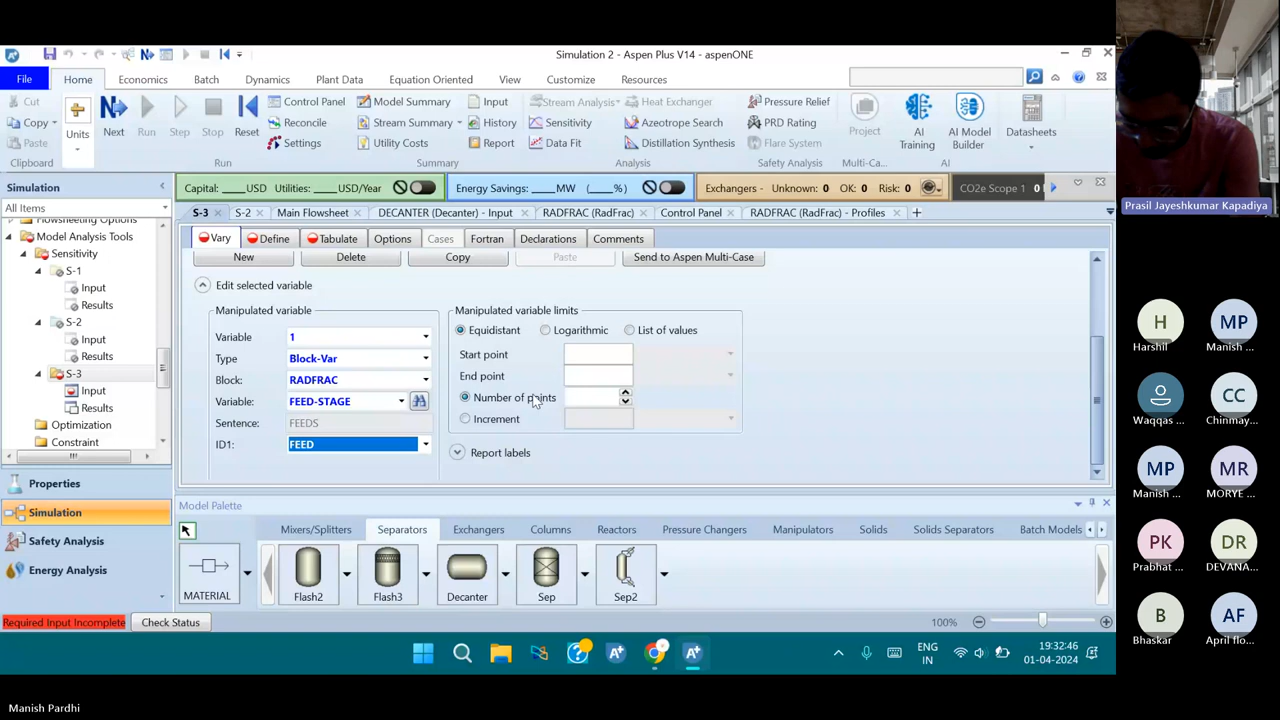 Simulation 2 - Aspen Plus V14 - aspenONE
File Home Economics Batch Dynamics Plant Data Equation Oriented View Customize Resources
Cut Copy Paste Clipboard
Units
Next Run Step Stop Reset Control Panel Reconcile Settings Run
Model Summary Stream Summary Utility Costs Input History Report Summary
Stream Analysis Sensitivity Data Fit Heat Exchanger Azeotrope Search Distillation Synthesis Analysis
Pressure Relief PRD Rating Flare System Safety Analysis
Project Multi-Ca...
AI Training AI Model Builder AI
Datasheets
Simulation
Capital: ____USD Utilities: ____USD/Year
Energy Savings: ____MW (____%)
Exchangers - Unknown: 0 OK: 0 Risk: 0
CO2e Scope 1 0
All Items
S-3 S-2 Main Flowsheet DECANTER (Decanter) - Input RADFRAC (RadFrac) Control Panel RADFRAC (RadFrac) - Profiles
Flowsheeting Options
Model Analysis Tools
Sensitivity
S-1
Input
Results
S-2
Input
Results
S-3
Input
Results
Optimization
Constraint
Vary Define Tabulate Options Cases Fortran Declarations Comments
New Delete Copy Paste Send to Aspen Multi-Case
Edit selected variable
Manipulated variable
Variable 1
Type Block-Var
Block: RADFRAC
Variable: FEED-STAGE
Sentence: FEEDS
ID1: FEED
Manipulated variable limits
Equidistant Logarithmic List of values
Start point
End point
Number of points
Increment
Report labels
Properties
Simulation
Safety Analysis
Energy Analysis
Model Palette
Mixers/Splitters Separators Exchangers Columns Reactors Pressure Changers Manipulators Solids Solids Separators Batch Models
MATERIAL Flash2 Flash3 Decanter Sep Sep2
Required Input Incomplete Check Status 100%
ENG
IN
19:32:46
01-04-2024
Manish Pardhi
Prasil Jayeshkumar Kapadiya
H MP
Harshil Manish ...
CC
Waqqas ... Chinmay...
MP MR
Manish ... MORYE ...
PK DR
Prabhat ... DEVANA...
B AF
Bhaskar April flo...